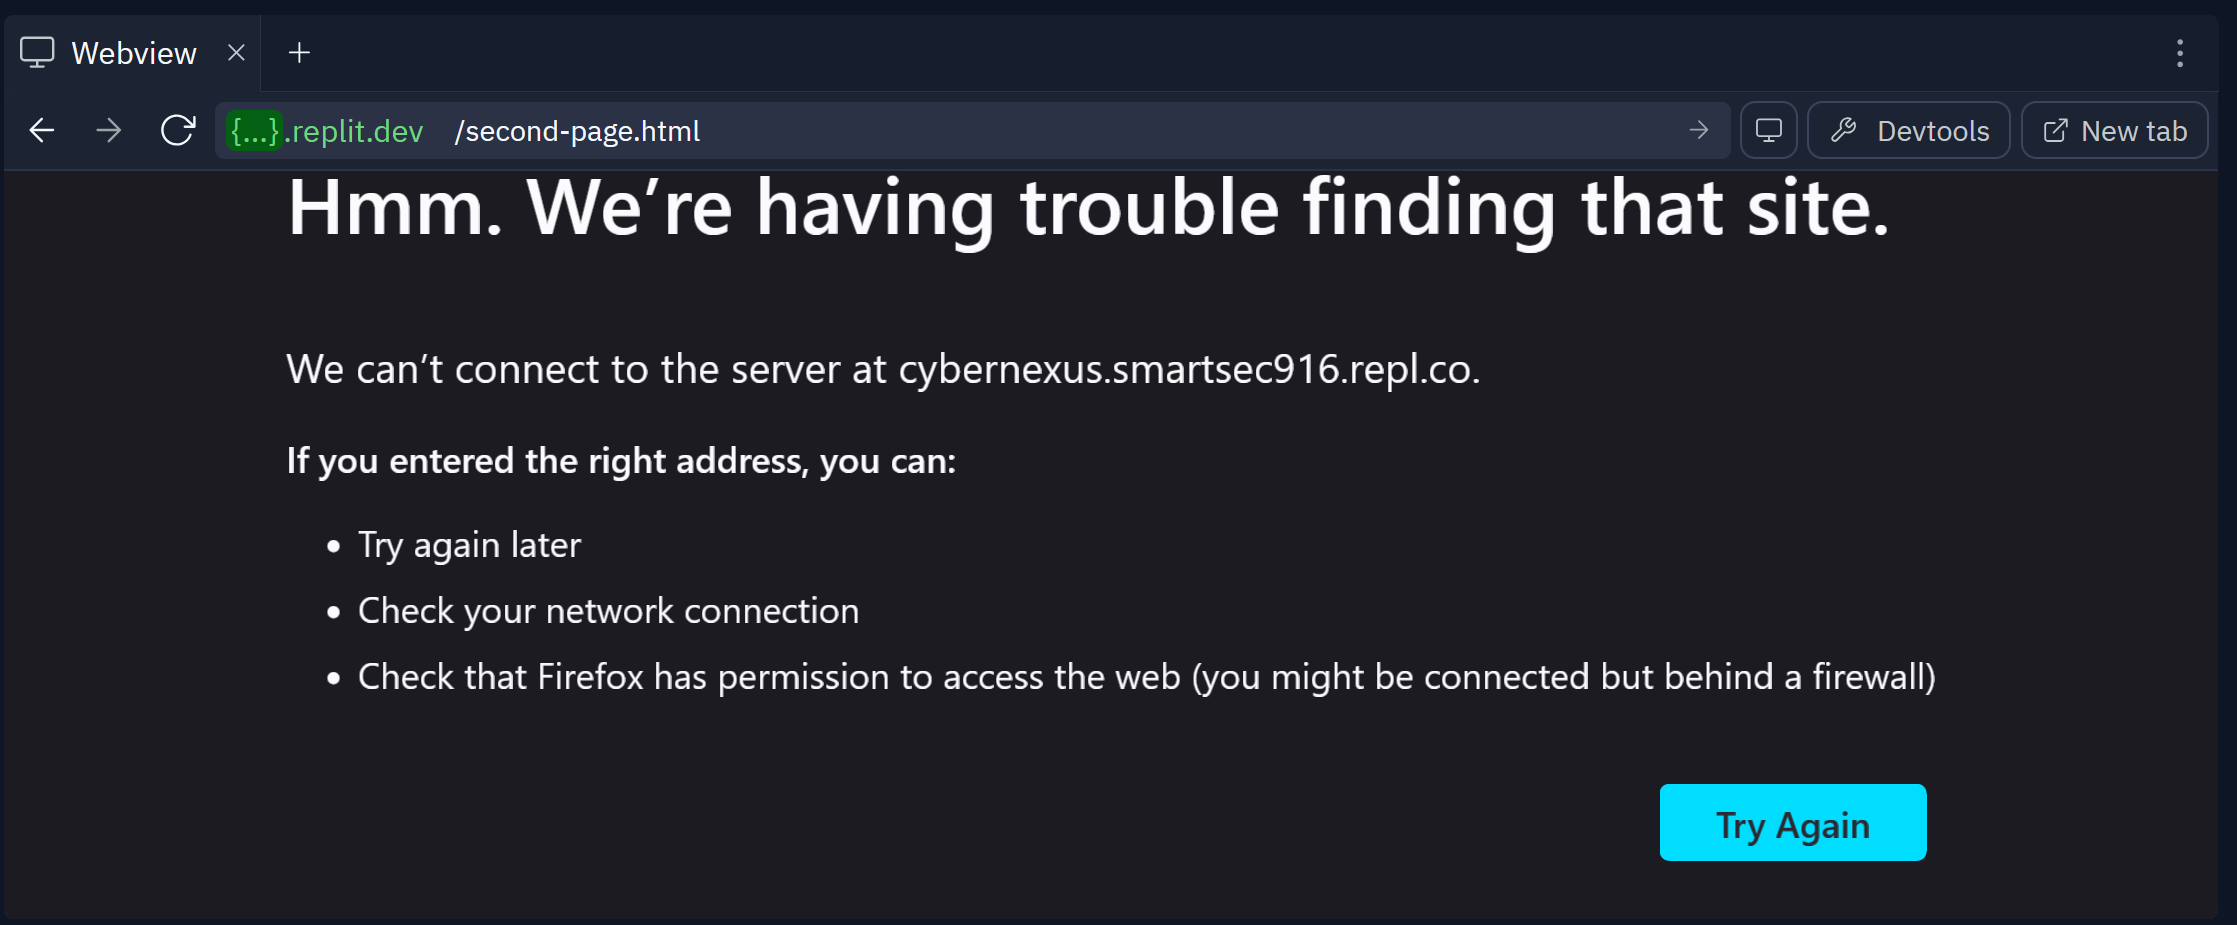 Webview
{...}.replit.dev /second-page.html
Devtools
New tab
Hmm. We’re having trouble finding that site.
We can’t connect to the server at cybernexus.smartsec916.repl.co.
If you entered the right address, you can:
• Try again later
• Check your network connection
• Check that Firefox has permission to access the web (you might be connected but behind a firewall)
Try Again